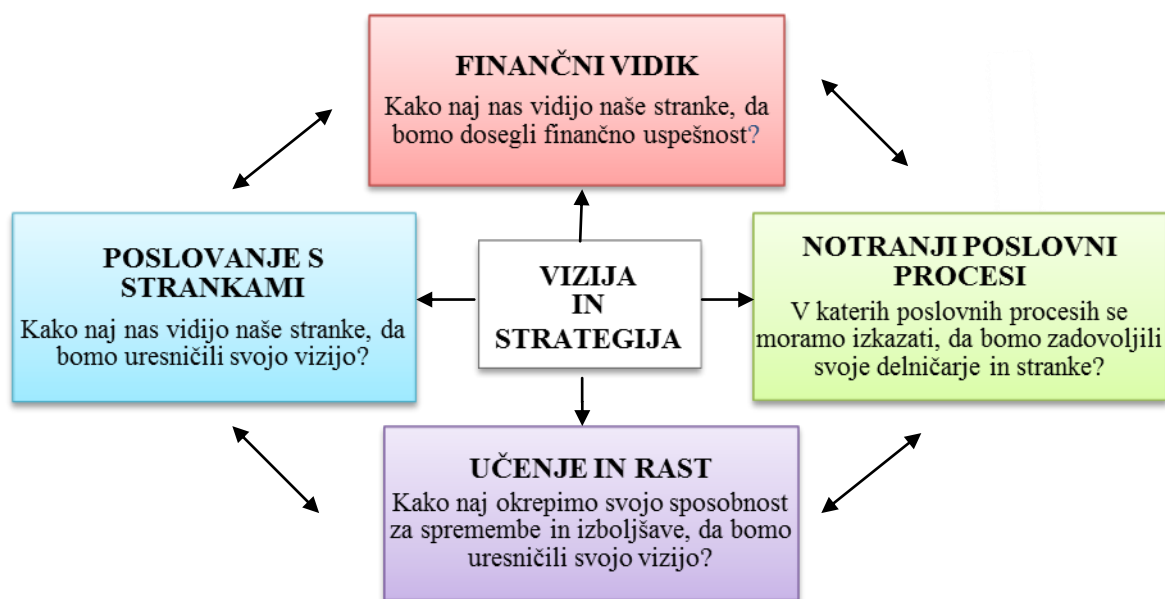 FINANČNI VIDIK
Kako naj nas vidijo naše stranke, da
bomo dosegli finančno uspešnost?
POSLOVANJE S
STRANKAMI
Kako naj nas vidijo naše stranke, da
bomo uresničili svojo vizijo?
VIZIJA
IN
STRATEGIJA
NOTRANJI POSLOVNI
PROCESI
V katerih poslovnih procesih se
moramo izkazati, da bomo zadovoljili
svoje delničarje in stranke?
UČENJE IN RAST
Kako naj okrepimo svojo sposobnost
za spremembe in izboljšave, da bomo
uresničili svojo vizijo?